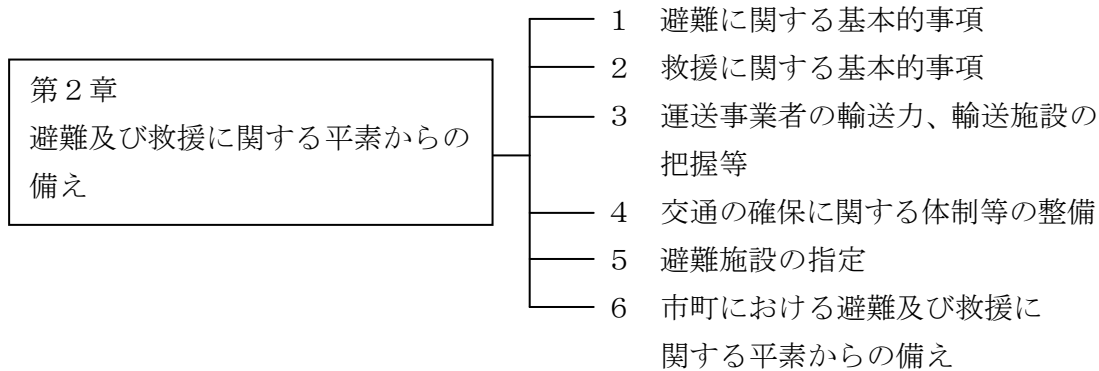 第２章
避難及び救援に関する平素からの
備え
１　避難に関する基本的事項
２　救援に関する基本的事項
３　運送事業者の輸送力、輸送施設の
把握等
４　交通の確保に関する体制等の整備
５　避難施設の指定
６　市町における避難及び救援に
関する平素からの備え